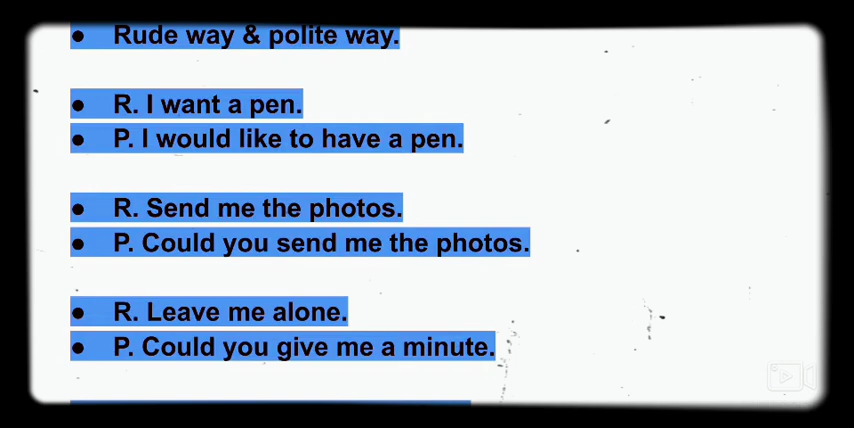 ● Rude way & polite way.
● R. I want a pen.
● P. I would like to have a pen.
● R. Send me the photos.
● P. Could you send me the photos.
● R. Leave me alone.
● P. Could you give me a minute.